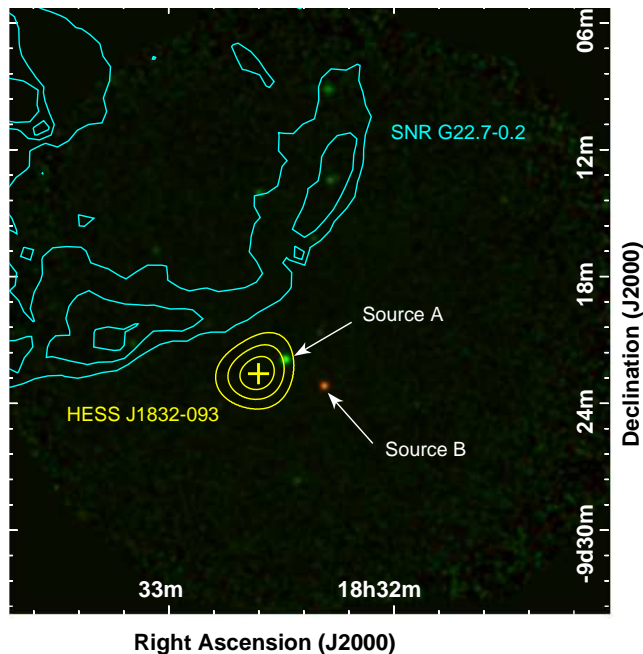 06m
SNR G22.7-0.2
12m
18m
Source A
HESS J1832-093
24m
Source B
-9d30m
33m
18h32m
Declination (J2000)
Right Ascension (J2000)